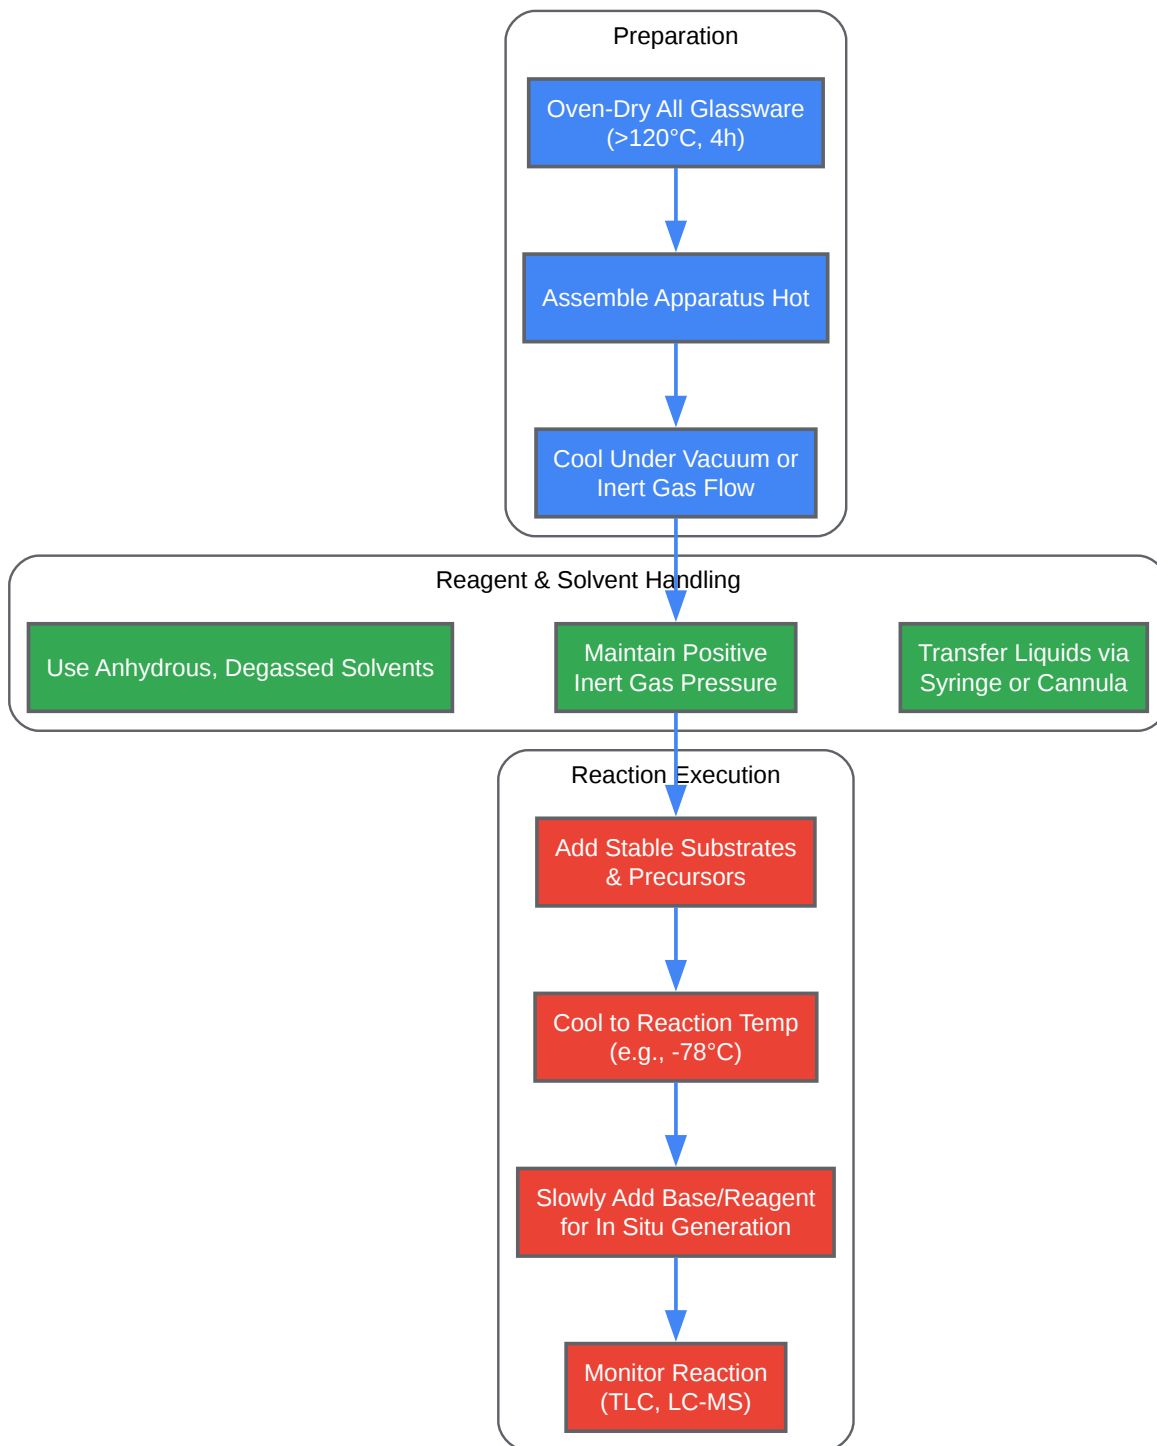 Preparation
Oven-Dry All Glassware
(>120°C, 4h)
Assemble Apparatus Hot
Cool Under Vacuum or
Inert Gas Flow
Reagent & Solvent Handling
Use Anhydrous, Degassed Solvents
Maintain Positive
Inert Gas Pressure
Transfer Liquids via
Syringe or Cannula
Reaction Execution
Add Stable Substrates
& Precursors
Cool to Reaction Temp
(e.g., -78°C)
Slowly Add Base/Reagent
for In Situ Generation
Monitor Reaction
(TLC, LC-MS)